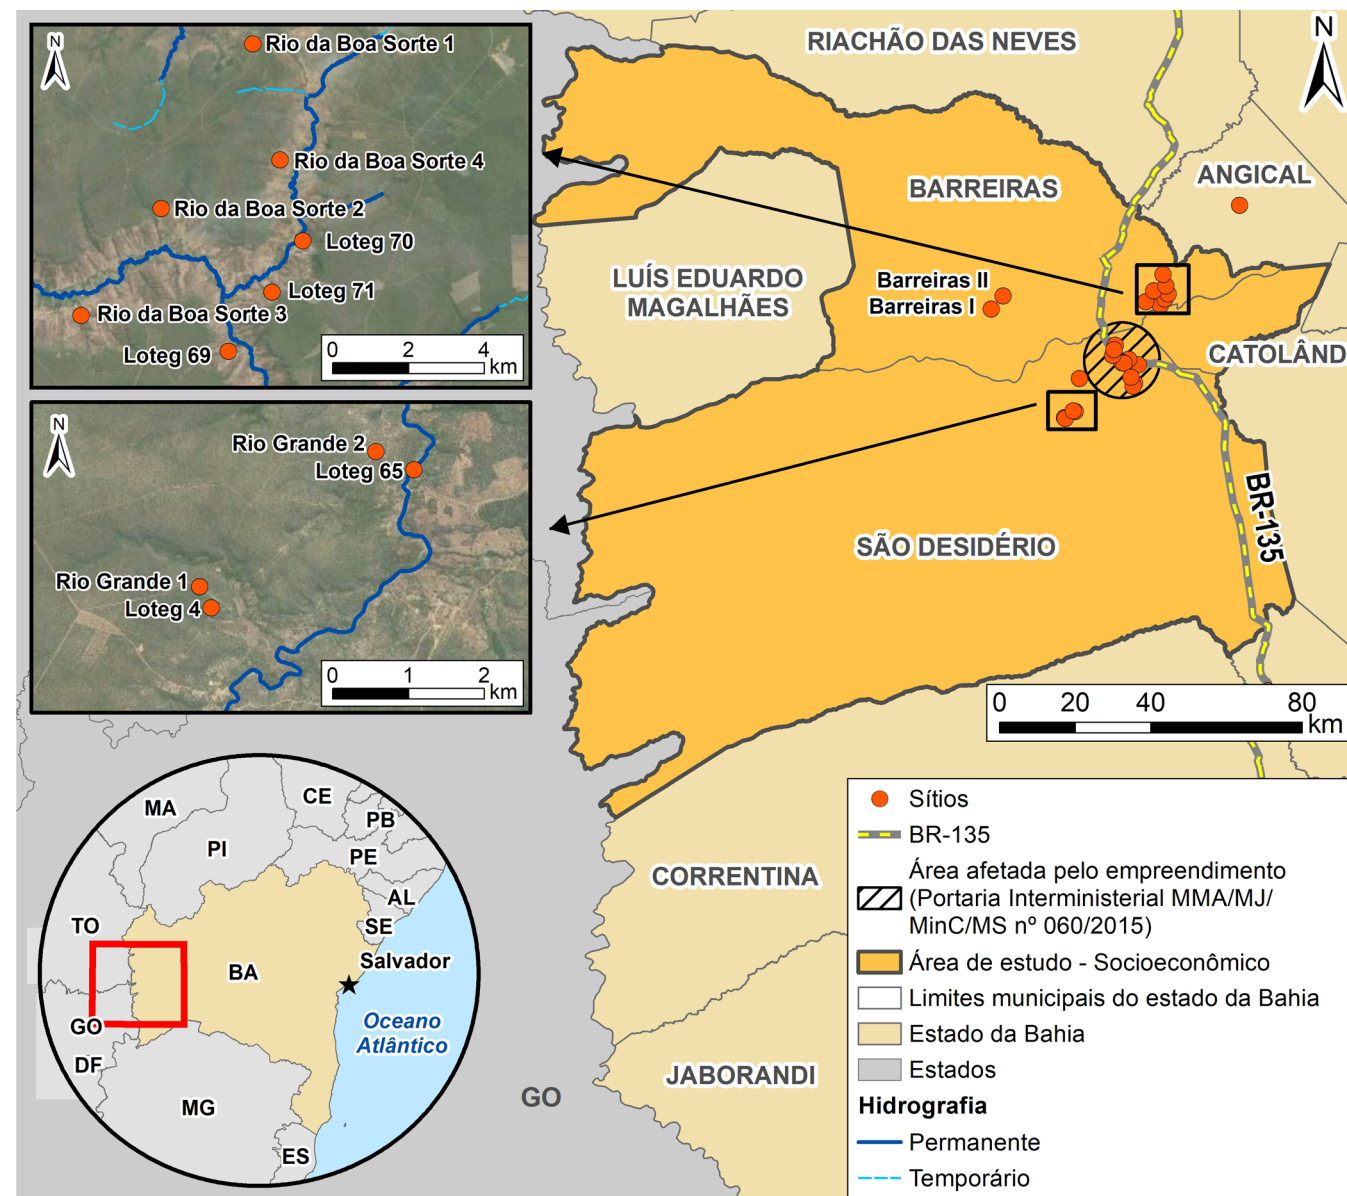 N
Rio da Boa Sorte 1
Rio da Boa Sorte 4
Rio da Boa Sorte 2
Loteg 70
Loteg 71
Rio da Boa Sorte 3
Loteg 69
0 2 4
km
N
Rio Grande 2
Loteg 65
Rio Grande 1
Loteg 4
0 1 2
km
MA
CE
PB
PI
PE
AL
SE
TO
BA
Salvador
GO
Oceano
Atlântico
DF
MG
ES
N
RIACHÃO DAS NEVES
ANGICAL
BARREIRAS
LUÍS EDUARDO
MAGALHÃES
Barreiras II
Barreiras I
CATOLÂND
BR-135
SÃO DESIDÉRIO
0 20 40 80
km
CORRENTINA
JABORANDI
GO
Sítios
BR-135
Área afetada pelo empreendimento
(Portaria Interministerial MMA/MJ/
MinC/MS nº 060/2015)
Área de estudo - Socioeconômico
Limites municipais do estado da Bahia
Estado da Bahia
Estados
Hidrografia
Permanente
Temporário